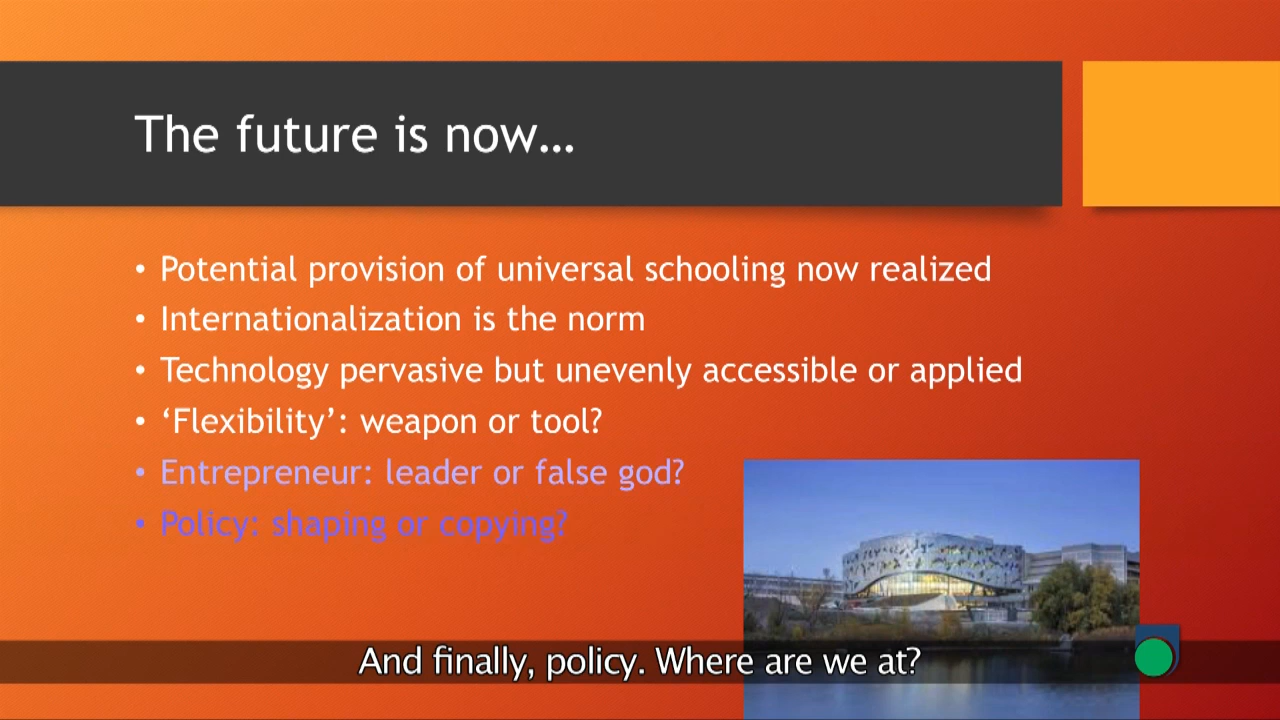 The future is now…
• Potential provision of universal schooling now realized
• Internationalization is the norm
• Technology pervasive but unevenly accessible or applied
• ‘Flexibility’: weapon or tool?
• Entrepreneur: leader or false god?
• Policy: shaping or copying?
And finally, policy. Where are we at?